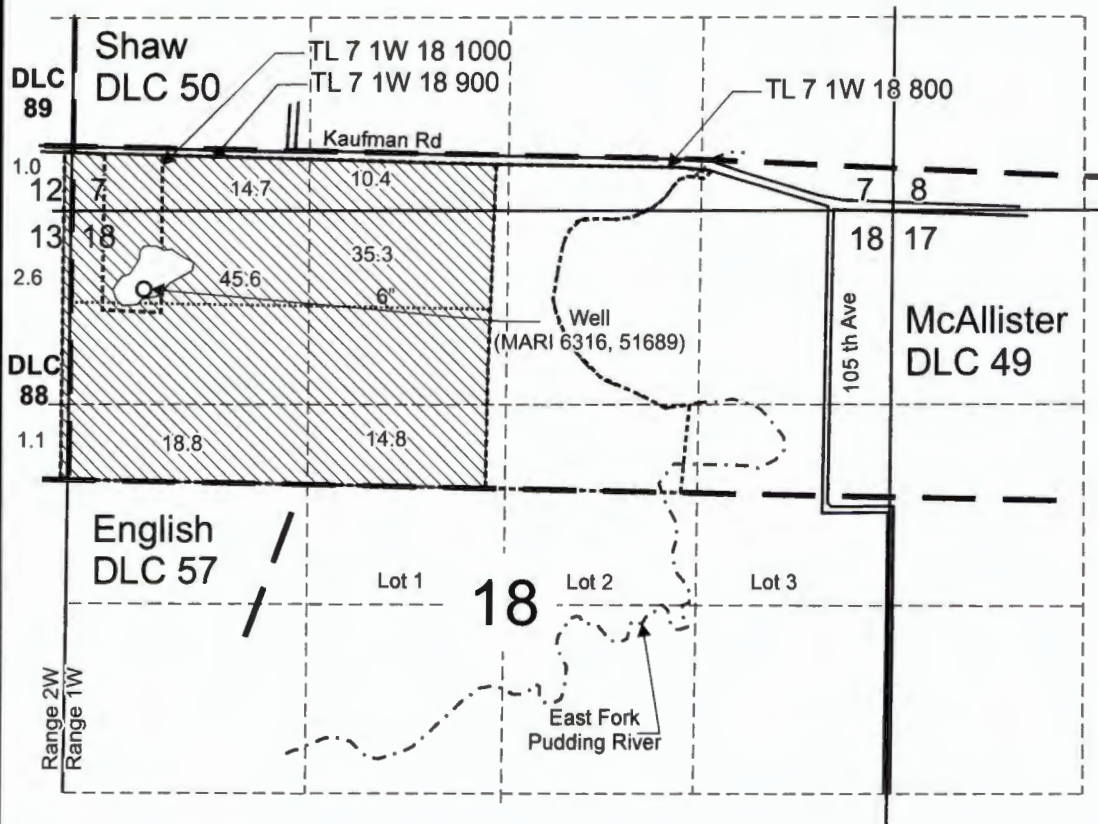 Shaw
DLC 50
TL 7 1W 18 1000
TL 7 1W 18 900
TL 7 1W 18 800
DLC
89
Kaufman Rd
1.0
12
7
14.7
10.4
7
8
13
18
18
17
2.6
45.6
35.3
6"
Well
(MARI 6316, 51689)
105 th Ave
McAllister
DLC 49
DLC
88
1.1
18.8
14.8
English
DLC 57
Lot 1
18
Lot 2
Lot 3
Range 2W
Range 1W
East Fork
Pudding River